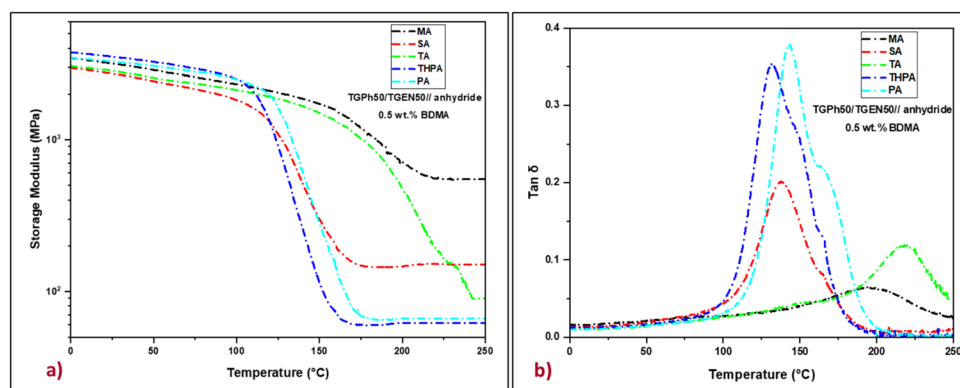 MA
SA
TA
THPA
PA
TGPh50/TGEN50// anhydride
0.5 wt.% BDMA
Storage Modulus (MPa)
10³
10²
0
50
100
150
200
250
Temperature (°C)
a)
MA
SA
TA
THPA
PA
TGPh50/TGEN50// anhydride
0.5 wt.% BDMA
Tan δ
0.4
0.3
0.2
0.1
0.0
0
50
100
150
200
250
Temperature (°C)
b)